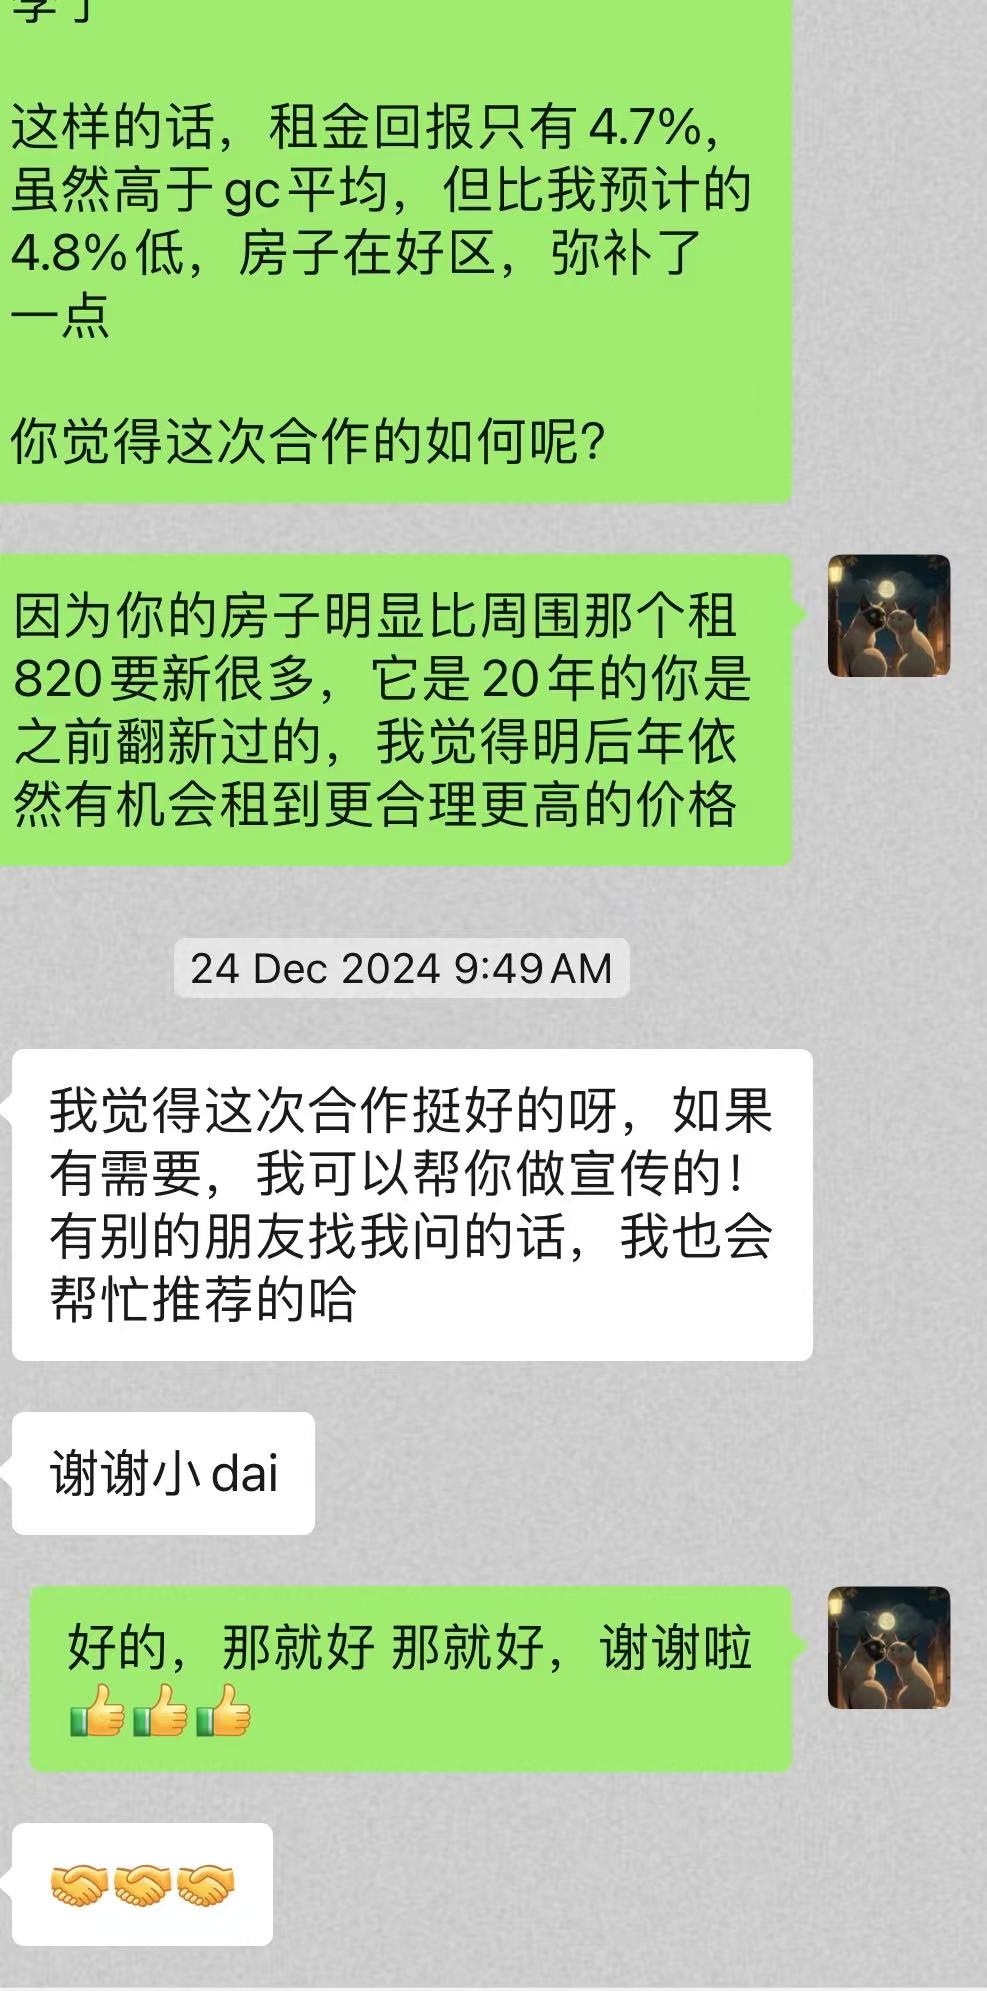 这样的话，租金回报只有4.7%，
虽然高于gc平均，但比我预计的
4.8%低，房子在好区，弥补了
一点
你觉得这次合作的如何呢？
因为你的房子明显比周围那个租
820要新很多，它是20年的你是
之前翻新过的，我觉得明后年依
然有机会租到更合理更高的价格
24 Dec 2024 9:49AM
我觉得这次合作挺好的呀，如果
有需要，我可以帮你做宣传的！
有别的朋友找我问的话，我也会
帮忙推荐的哈
谢谢小dai
好的，那就好 那就好，谢谢啦
👍👍👍
🤝🤝🤝